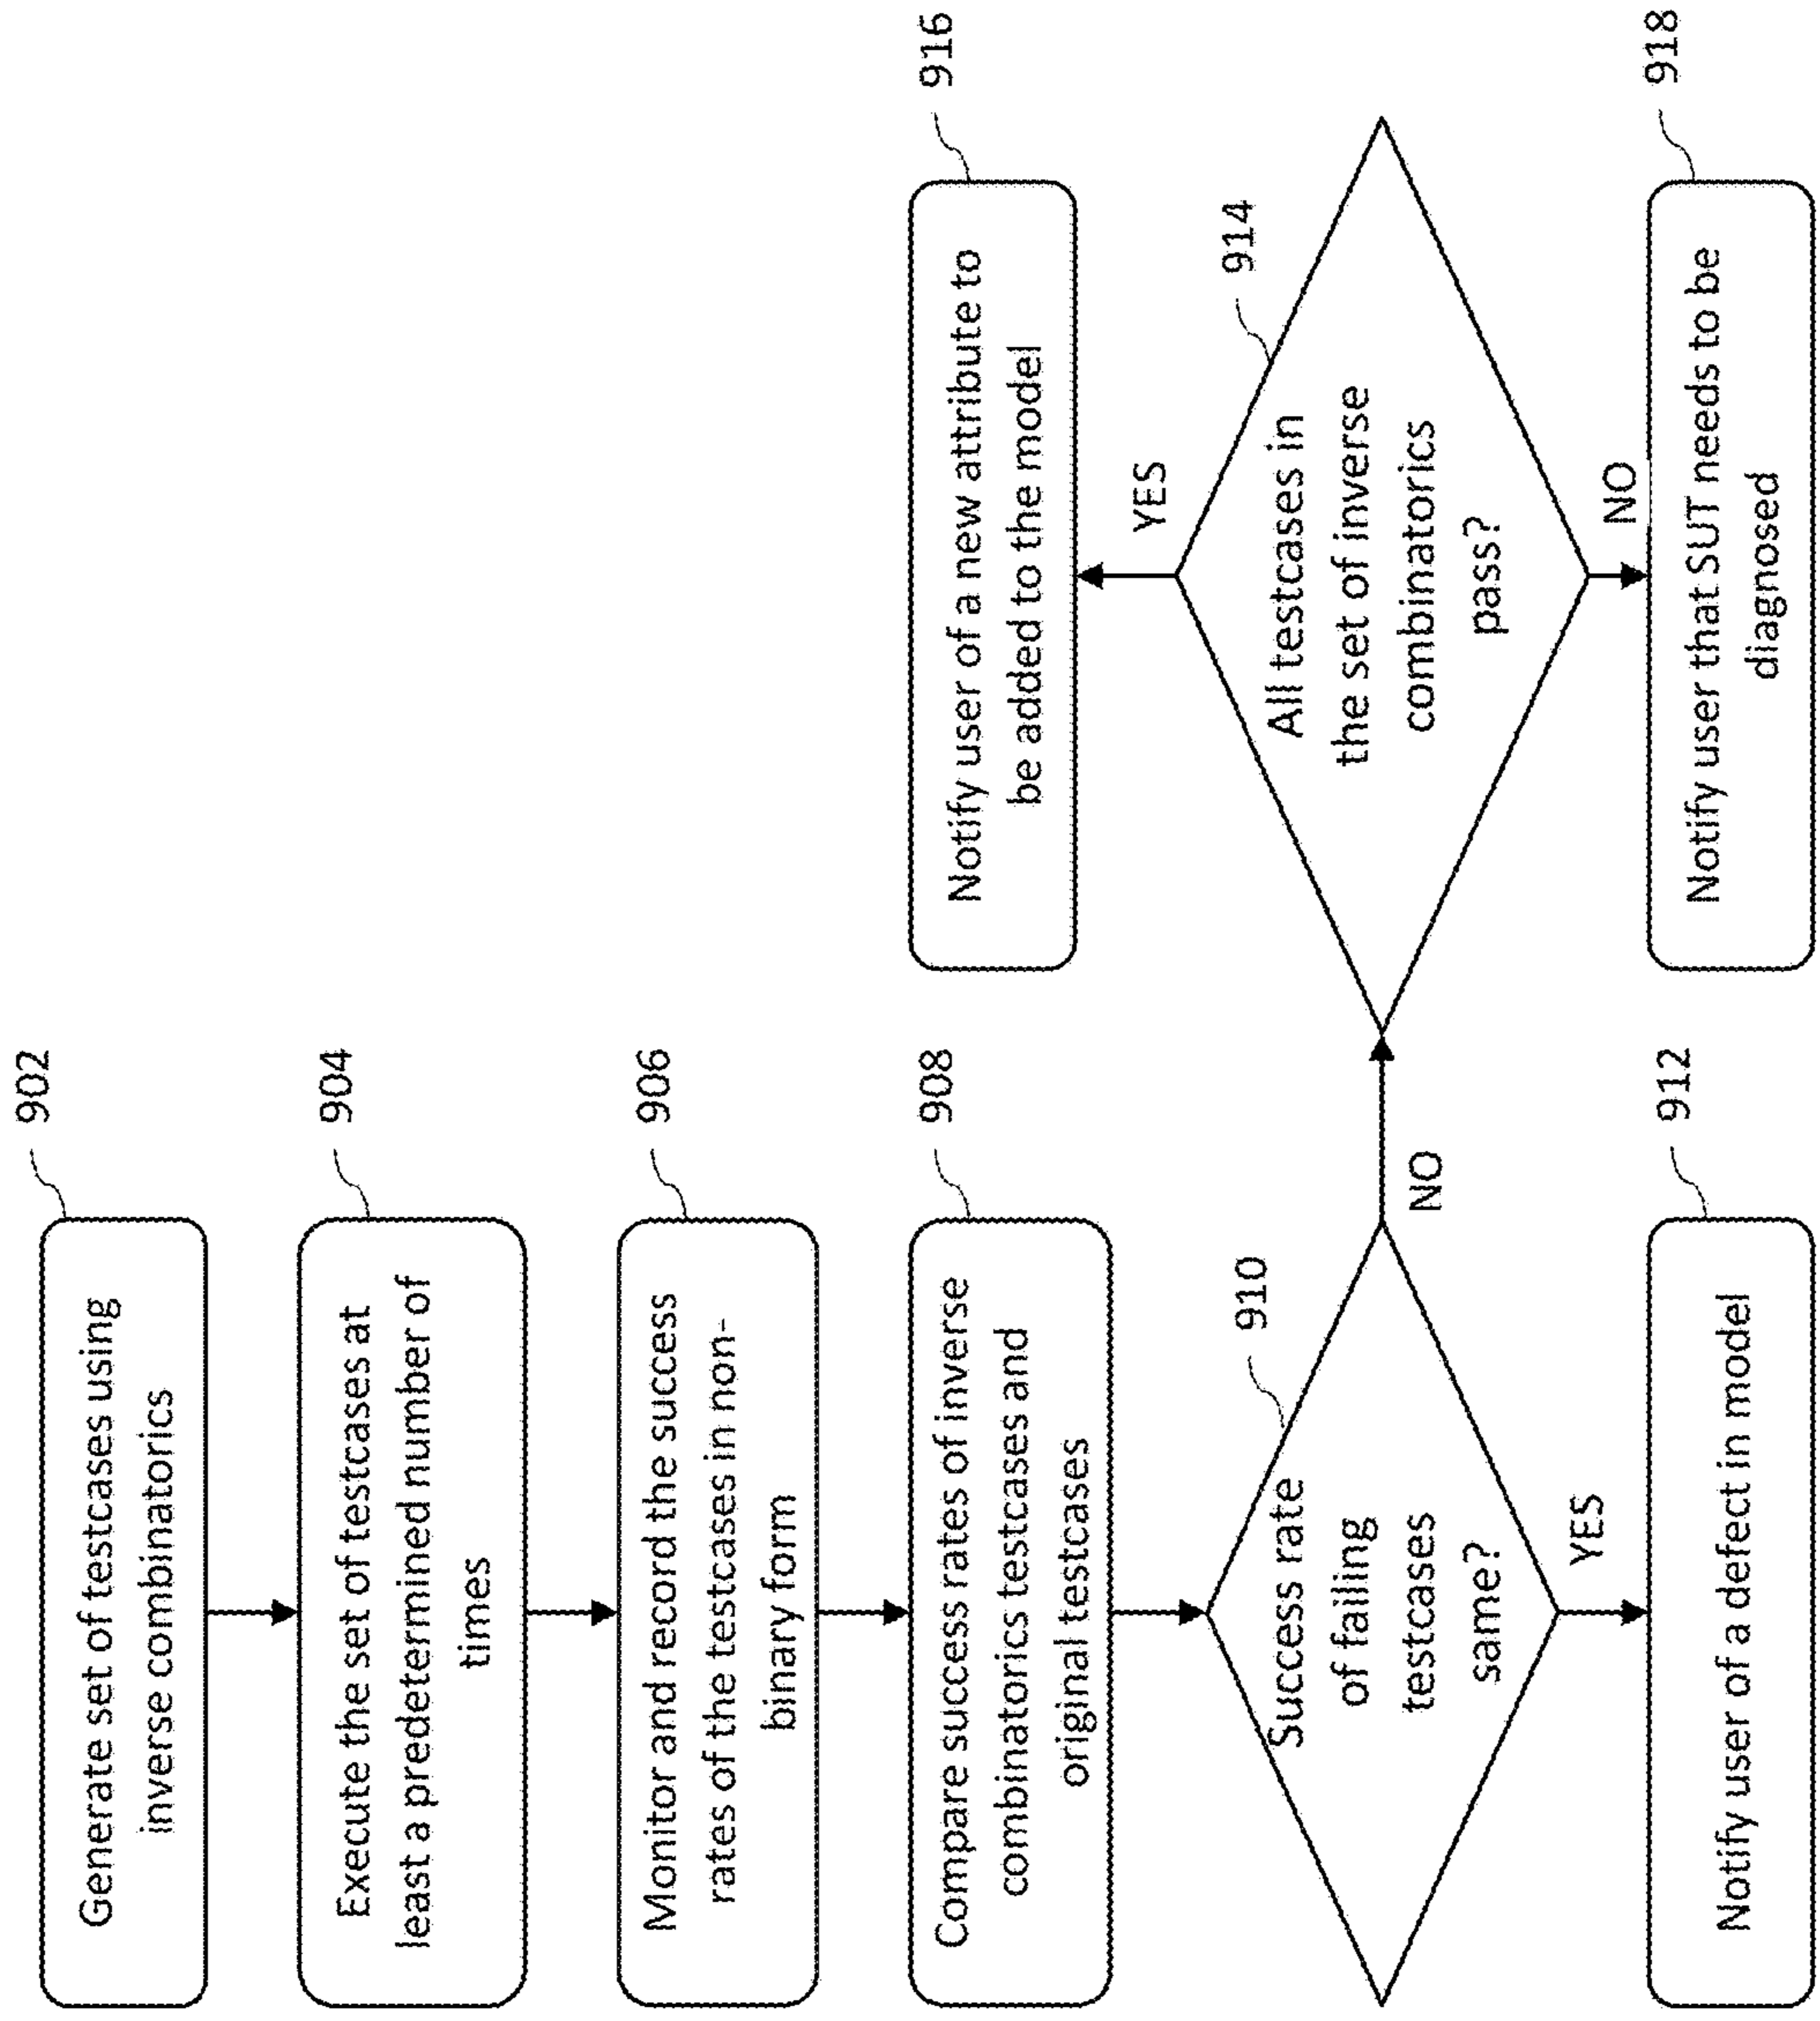 902
Generate set of testcases using
inverse combinatorics
904
Execute the set of testcases at
least a predetermined number of
times
906
Monitor and record the success
rates of the testcases in non-
binary form
908
Compare success rates of inverse
combinatorics testcases and
original testcases
910
Success rate
of failing
testcases
same?
YES
NO
912
Notify user of a defect in model
914
All testcases in
the set of inverse
combinatorics
pass?
YES
NO
916
Notify user of a new attribute to
be added to the model
918
Notify user that SUT needs to be
diagnosed